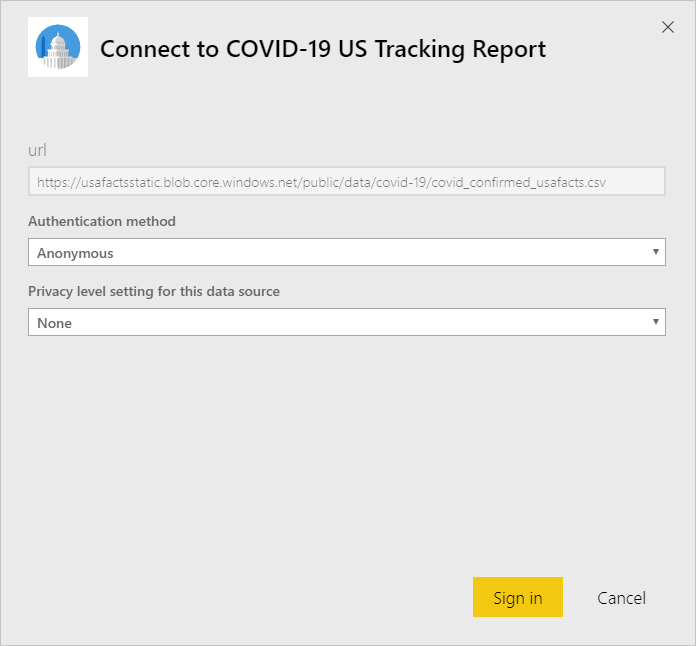 Connect to COVID-19 US Tracking Report
url
https://usafactsstatic.blob.core.windows.net/public/data/covid-19/covid_confirmed_usafacts.csv
Authentication method
Anonymous
Privacy level setting for this data source
None
Sign in
Cancel